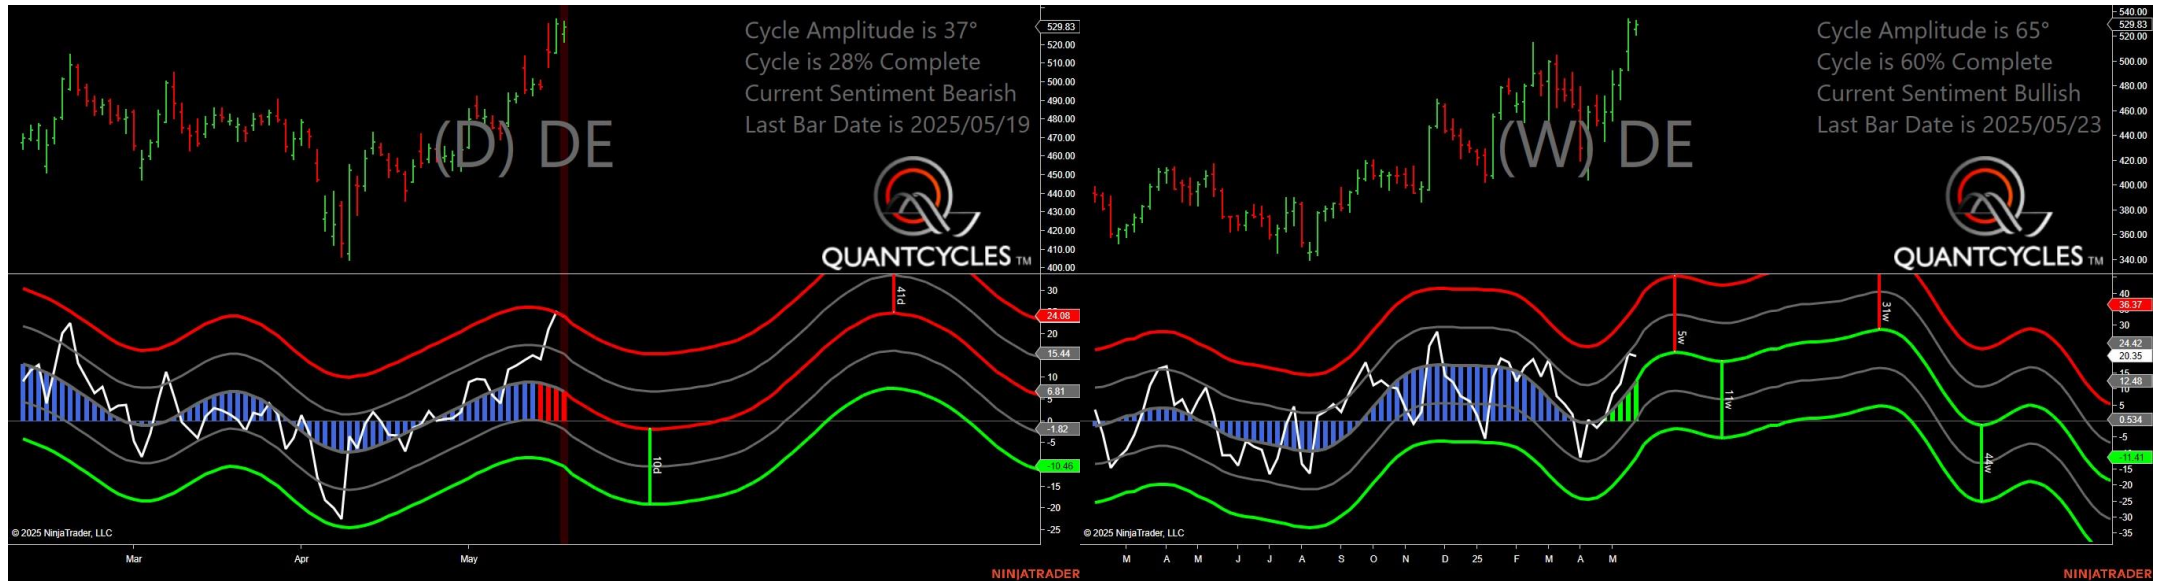 Cycle Amplitude is 37°
Cycle is 28% Complete
Current Sentiment Bearish
Last Bar Date is 2025/05/19
(D) DE
QUANTCYCLES TM
529.83
520.00
510.00
500.00
490.00
480.00
470.00
460.00
450.00
440.00
430.00
420.00
410.00
400.00
30
24.08
20
15.44
10
6.81
5
0
-1.82
-5
-10.46
-15
-20
-25
41d
10d
© 2025 NinjaTrader, LLC
Mar
Apr
May
NINJATRADER
Cycle Amplitude is 65°
Cycle is 60% Complete
Current Sentiment Bullish
Last Bar Date is 2025/05/23
(W) DE
QUANTCYCLES TM
540.00
529.83
520.00
500.00
480.00
460.00
440.00
420.00
400.00
380.00
360.00
340.00
40
36.37
30
24.42
20.35
15
12.48
10
5
0.534
-5
-11.41
-15
-20
-25
-30
-35
5w
11w
31w
44w
© 2025 NinjaTrader, LLC
M A M J J A S O N D 25 F M A M
NINJATRADER